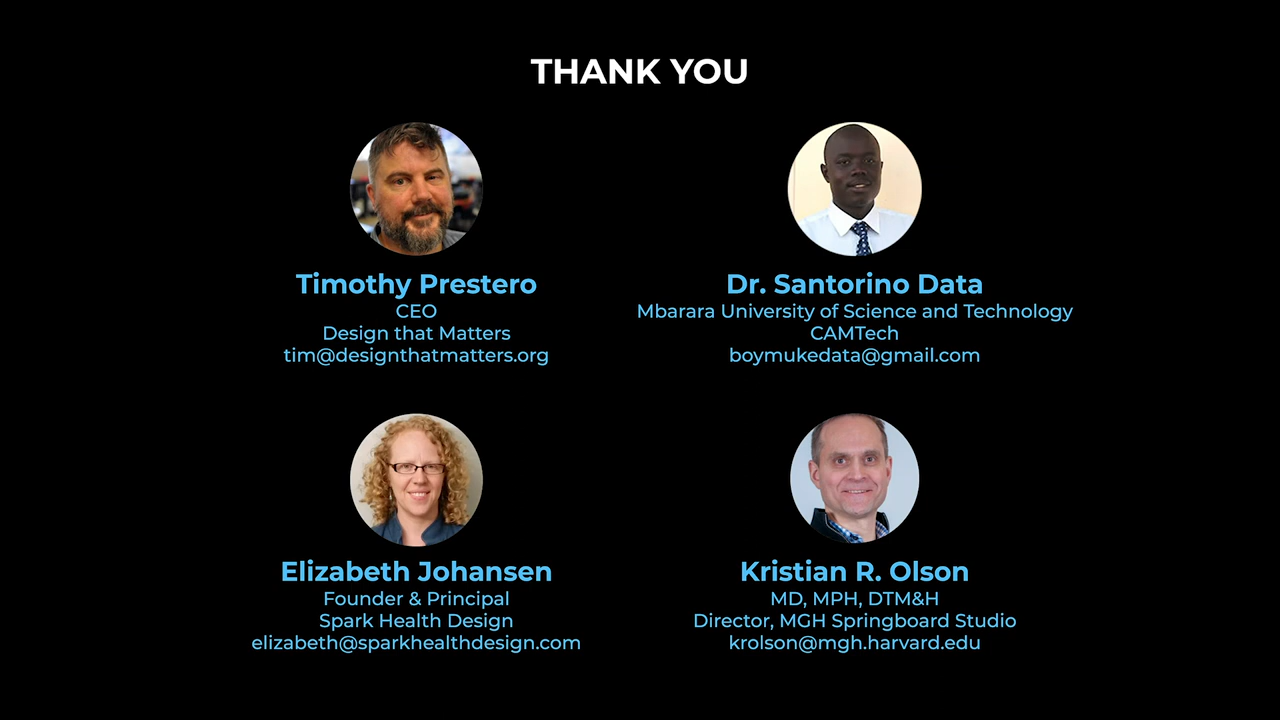 THANK YOU
Timothy Prestero
CEO
Design that Matters
tim@designthatmatters.org
Dr. Santorino Data
Mbarara University of Science and Technology
CAMTech
boymukedata@gmail.com
Elizabeth Johansen
Founder & Principal
Spark Health Design
elizabeth@sparkhealthdesign.com
Kristian R. Olson
MD, MPH, DTM&H
Director, MGH Springboard Studio
krolson@mgh.harvard.edu